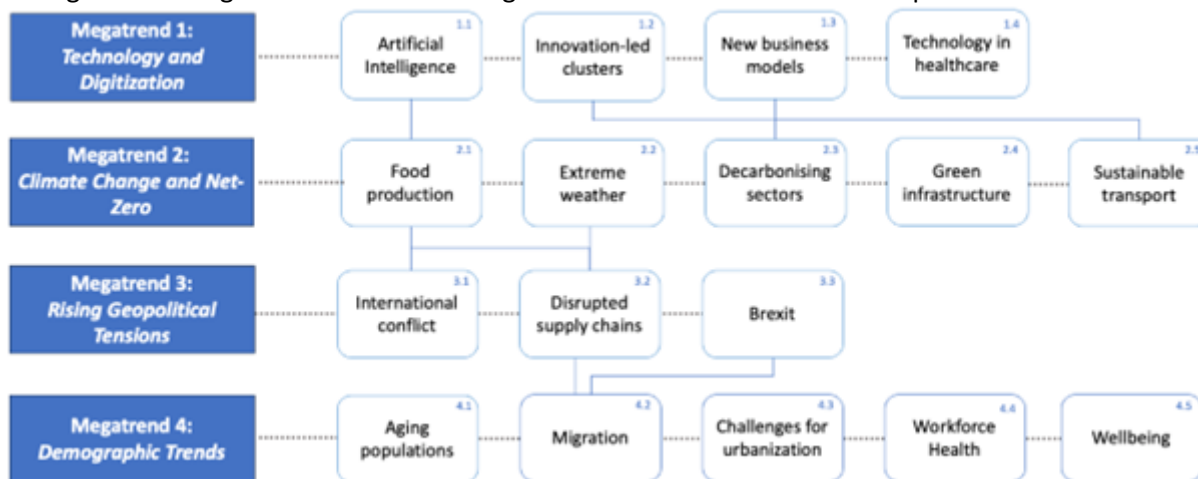 Megatrend 1:
Technology and
Digitization
1.1
Artificial
Intelligence
1.2
Innovation-led
clusters
1.3
New business
models
1.4
Technology in
healthcare
Megatrend 2:
Climate Change and Net-
Zero
2.1
Food
production
2.2
Extreme
weather
2.3
Decarbonising
sectors
2.4
Green
infrastructure
2.5
Sustainable
transport
Megatrend 3:
Rising Geopolitical
Tensions
3.1
International
conflict
3.2
Disrupted
supply chains
3.3
Brexit
Megatrend 4:
Demographic Trends
4.1
Aging
populations
4.2
Migration
4.3
Challenges for
urbanization
4.4
Workforce
Health
4.5
Wellbeing